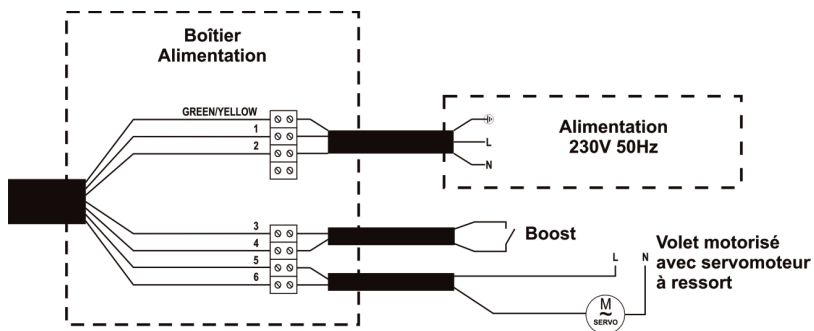 Boîtier
Alimentation
GREEN/YELLOW
1
2
L
N
Alimentation
230V 50Hz
3
4
5
6
Boost
L
N
Volet motorisé
avec servomoteur
à ressort
M
~
SERVO